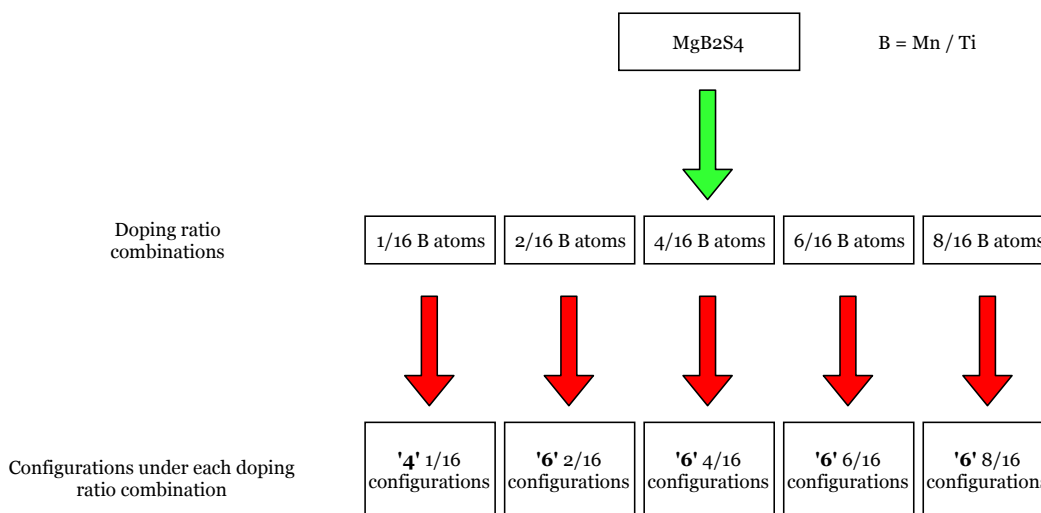 MgB2S4
B = Mn / Ti
Doping ratio
combinations
1/16 B atoms
2/16 B atoms
4/16 B atoms
6/16 B atoms
8/16 B atoms
Configurations under each doping
ratio combination
'4' 1/16
configurations
'6' 2/16
configurations
'6' 4/16
configurations
'6' 6/16
configurations
'6' 8/16
configurations